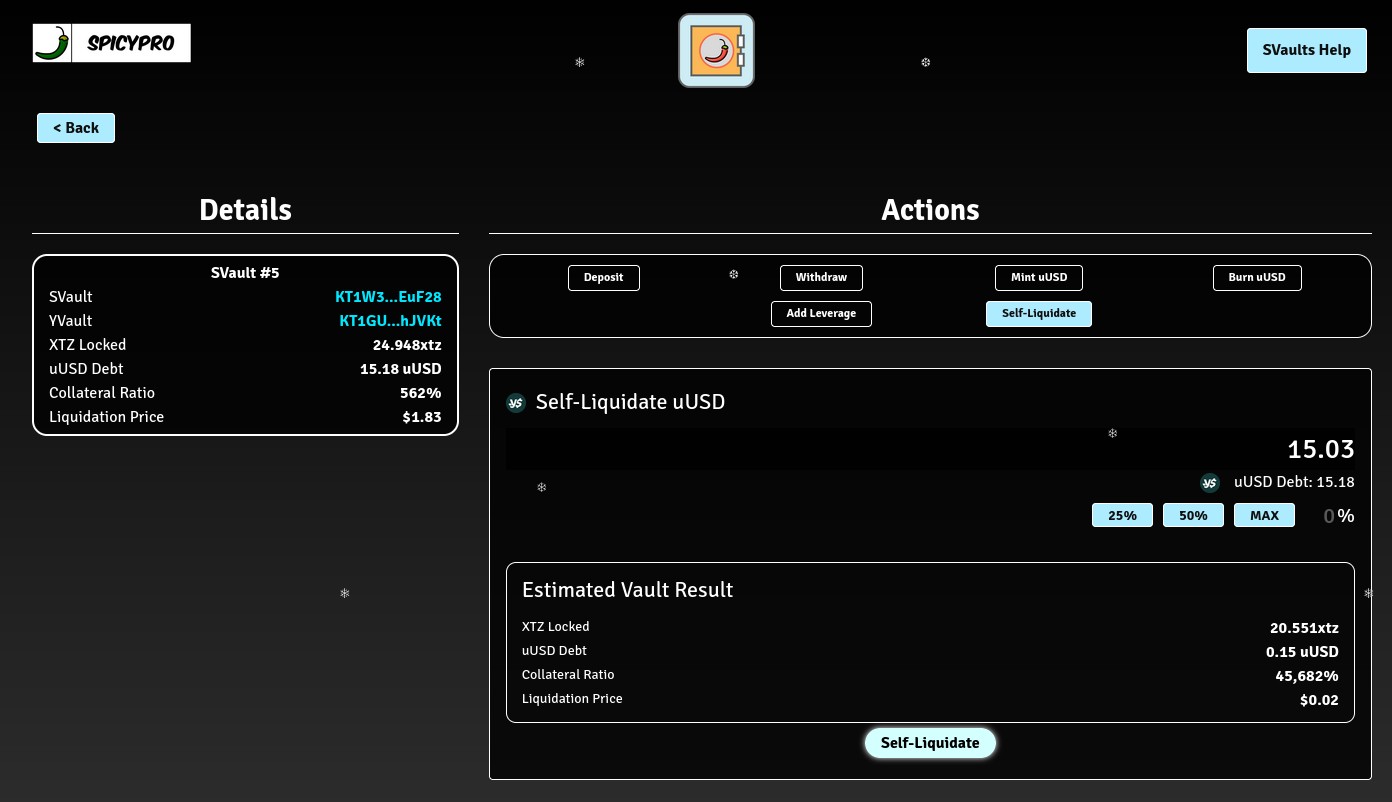 SPICYPRO
SVaults Help
< Back
Details
SVault #5
SVault KT1W3...EuF28
YVault KT1GU...hJVKt
XTZ Locked 24.948xtz
uUSD Debt 15.18 uUSD
Collateral Ratio 562%
Liquidation Price $1.83
Actions
Deposit Withdraw Mint uUSD Burn uUSD
Add Leverage Self-Liquidate
Self-Liquidate uUSD
15.03
uUSD Debt: 15.18
25% 50% MAX 0%
Estimated Vault Result
XTZ Locked 20.551xtz
uUSD Debt 0.15 uUSD
Collateral Ratio 45,682%
Liquidation Price $0.02
Self-Liquidate